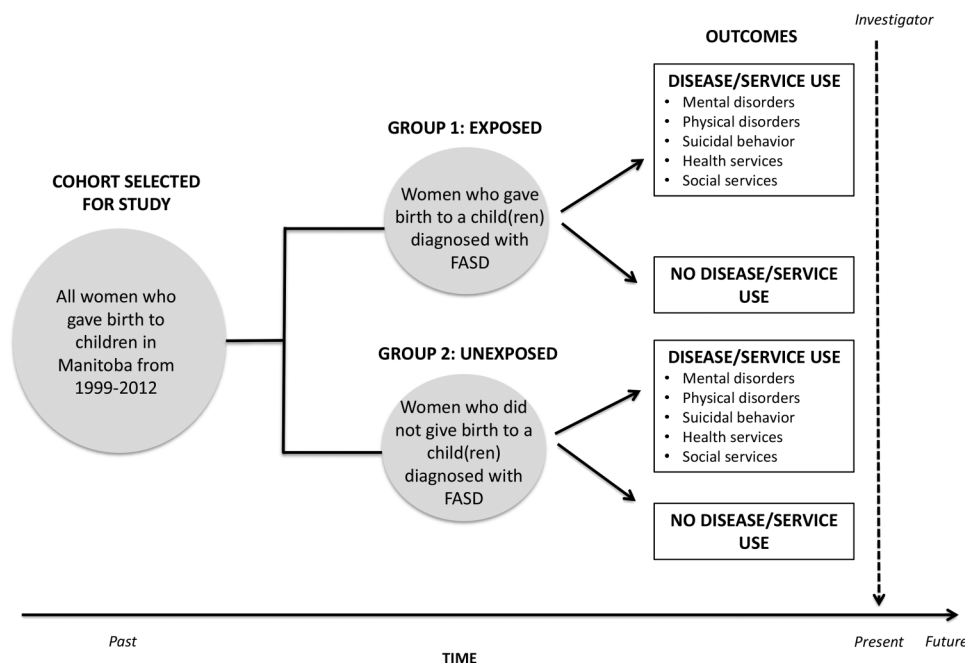 Investigator
OUTCOMES
DISEASE/SERVICE USE
• Mental disorders
• Physical disorders
• Suicidal behavior
• Health services
• Social services
GROUP 1: EXPOSED
Women who gave
birth to a child(ren)
diagnosed with
FASD
COHORT SELECTED
FOR STUDY
All women who
gave birth to
children in
Manitoba from
1999-2012
NO DISEASE/SERVICE
USE
GROUP 2: UNEXPOSED
Women who did
not give birth to a
child(ren)
diagnosed with
FASD
DISEASE/SERVICE USE
• Mental disorders
• Physical disorders
• Suicidal behavior
• Health services
• Social services
NO DISEASE/SERVICE
USE
Past
Present
Future
TIME